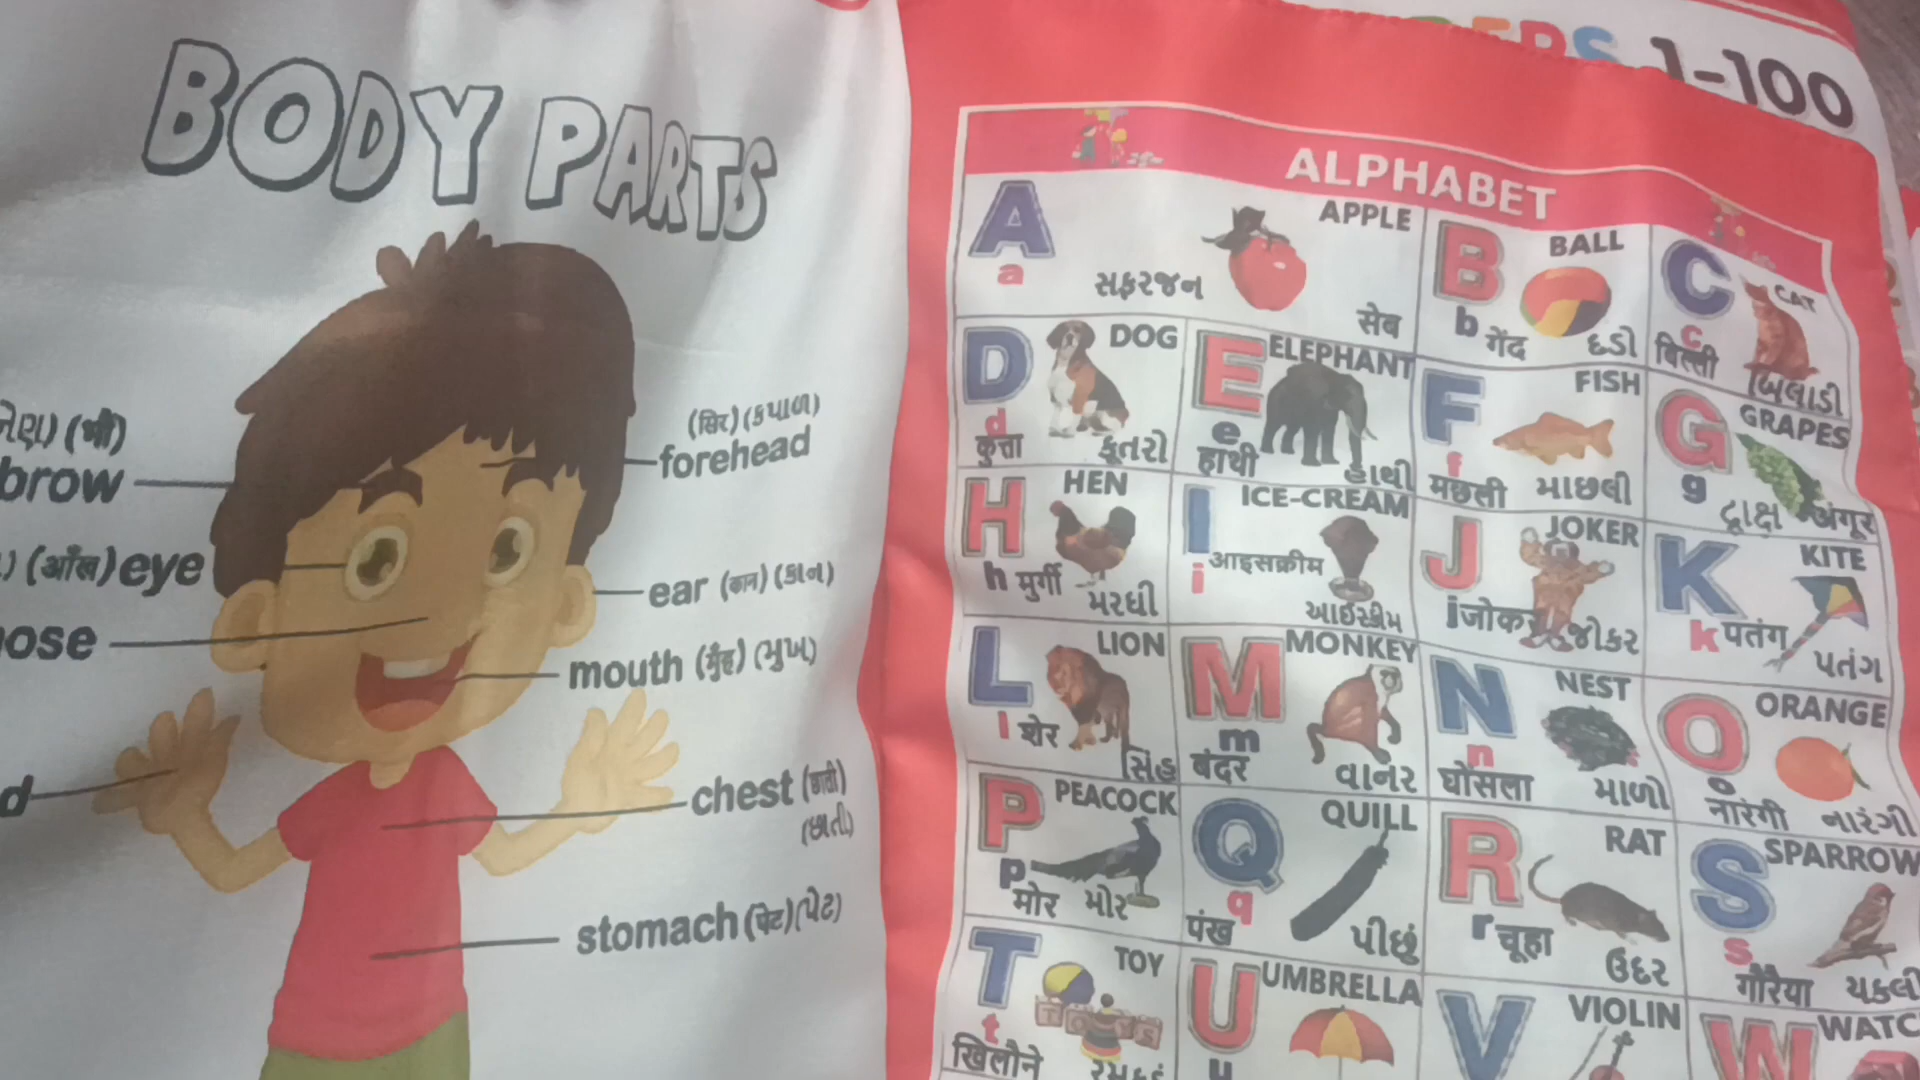 BODY PARTS
(भौं)
brow
(सिर) (કપાળ)
forehead
(आँख) eye
ear (कान) (કાન)
ose
mouth (मुँह) (મુખ)
d
chest (छाती)
(છાતી)
stomach (पेट) (પેટ)
1-100
ALPHABET
A a APPLE
સફરજન सेब
B b BALL
गेंद દડો
C c CAT
बिल्ली બિલાડી
D d DOG
कुत्ता કૂતરો
E e ELEPHANT
हाथी હાથી
F f FISH
मछली માછલી
G g GRAPES
દ્રાક્ષ अंगूर
H h HEN
मुर्गी મરઘી
I i ICE-CREAM
आइसक्रीम આઈસ્ક્રીમ
J j JOKER
जोकर જોકર
K k KITE
पतंग પતંગ
L l LION
शेर સિંહ
M m MONKEY
बंदर વાનર
N n NEST
घोंसला માળો
O o ORANGE
नारंगी નારંગી
P p PEACOCK
मोर મોર
Q q QUILL
पंख પીછું
R r RAT
चूहा ઉંદર
S s SPARROW
गौरैया ચકલી
T t TOY
TOYS
खिलौने
U u UMBRELLA
V VIOLIN
W WATC